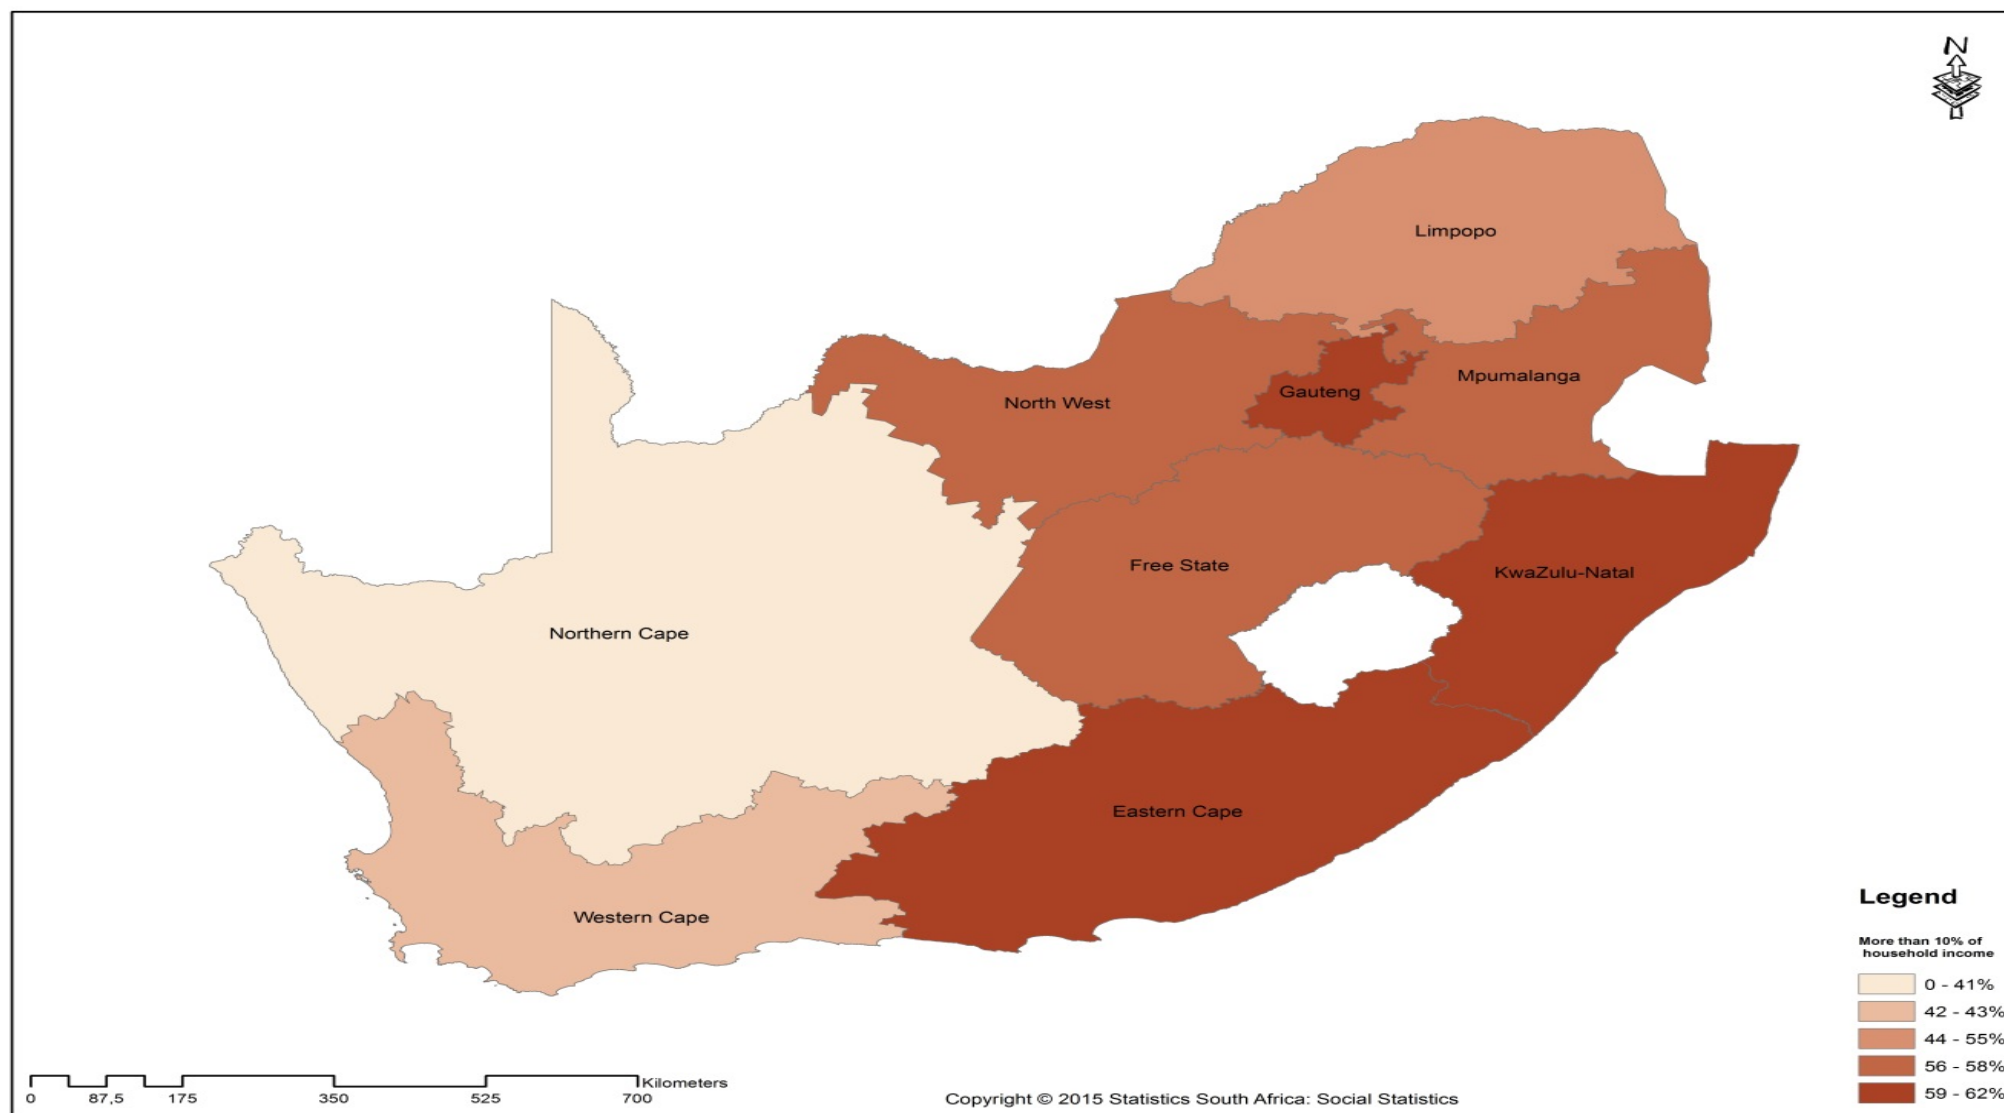 N
Limpopo
Mpumalanga
Gauteng
North West
Free State
KwaZulu-Natal
Northern Cape
Eastern Cape
Western Cape
Legend
More than 10% of
household income
0 - 41%
42 - 43%
44 - 55%
56 - 58%
59 - 62%
Kilometers
0 87,5 175 350 525 700
Copyright © 2015 Statistics South Africa: Social Statistics